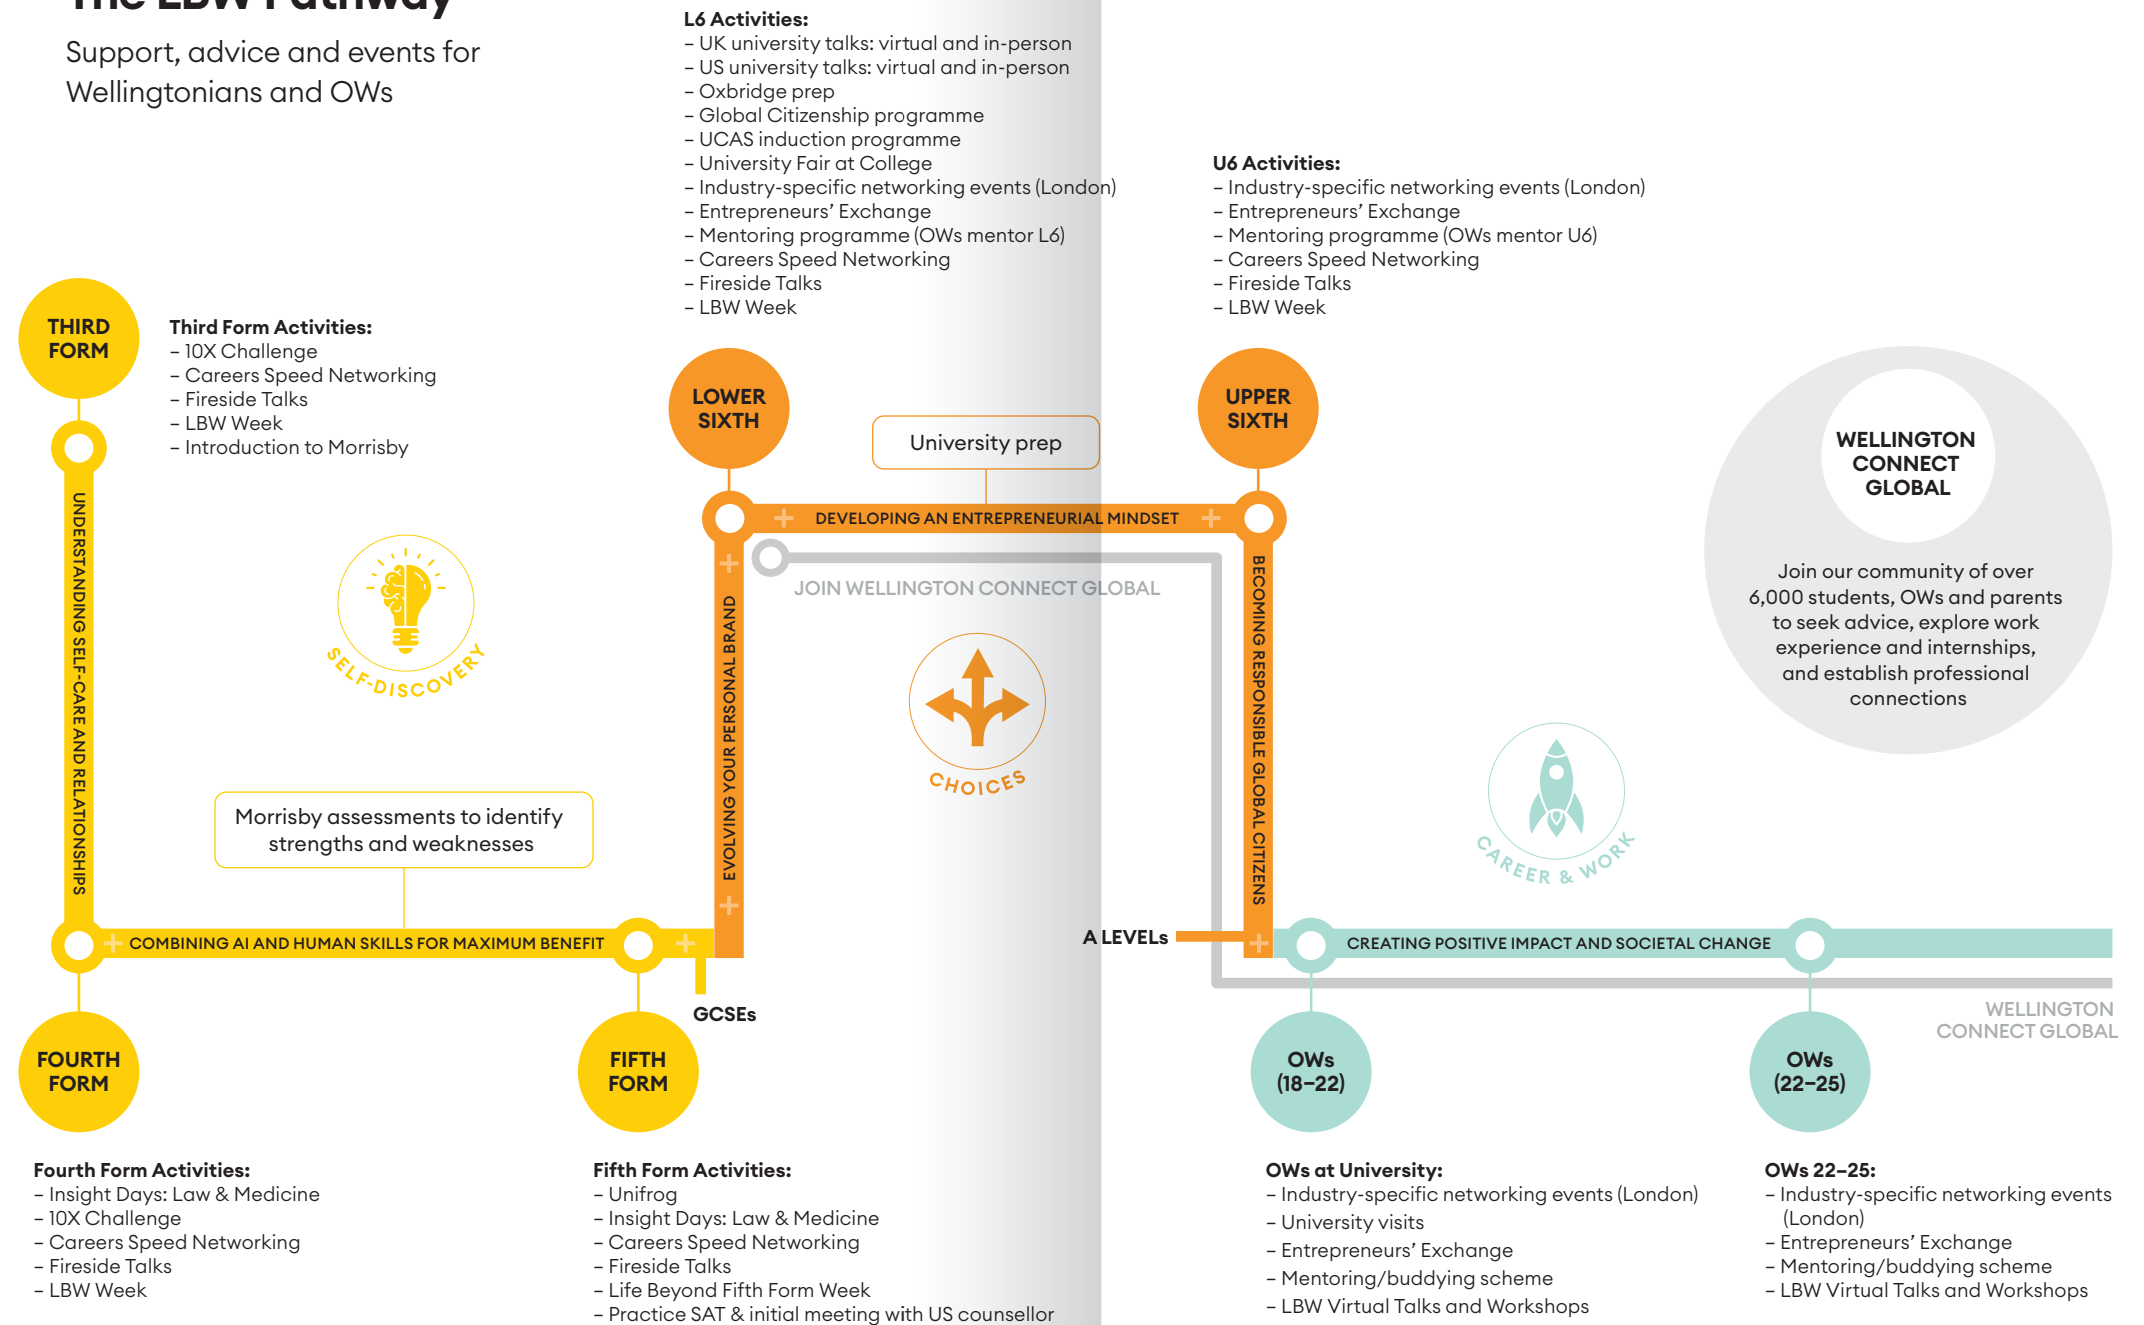 The LBW Pathway
Support, advice and events for
Wellingtonians and OWs
L6 Activities:
– UK university talks: virtual and in-person
– US university talks: virtual and in-person
– Oxbridge prep
– Global Citizenship programme
– UCAS induction programme
– University Fair at College
– Industry-specific networking events (London)
– Entrepreneurs’ Exchange
– Mentoring programme (OWs mentor L6)
– Careers Speed Networking
– Fireside Talks
– LBW Week
U6 Activities:
– Industry-specific networking events (London)
– Entrepreneurs’ Exchange
– Mentoring programme (OWs mentor U6)
– Careers Speed Networking
– Fireside Talks
– LBW Week
THIRD
FORM
Third Form Activities:
– 10X Challenge
– Careers Speed Networking
– Fireside Talks
– LBW Week
– Introduction to Morrisby
LOWER
SIXTH
University prep
UPPER
SIXTH
WELLINGTON
CONNECT
GLOBAL
Join our community of over
6,000 students, OWs and parents
to seek advice, explore work
experience and internships,
and establish professional
connections
UNDERSTANDING SELF-CARE AND RELATIONSHIPS
SELF-DISCOVERY
DEVELOPING AN ENTREPRENEURIAL MINDSET
JOIN WELLINGTON CONNECT GLOBAL
EVOLVING YOUR PERSONAL BRAND
CHOICES
BECOMING RESPONSIBLE GLOBAL CITIZENS
CAREER & WORK
Morrisby assessments to identify
strengths and weaknesses
COMBINING AI AND HUMAN SKILLS FOR MAXIMUM BENEFIT
GCSEs
A LEVELs
CREATING POSITIVE IMPACT AND SOCIETAL CHANGE
WELLINGTON
CONNECT GLOBAL
FOURTH
FORM
FIFTH
FORM
OWs
(18–22)
OWs
(22–25)
Fourth Form Activities:
– Insight Days: Law & Medicine
– 10X Challenge
– Careers Speed Networking
– Fireside Talks
– LBW Week
Fifth Form Activities:
– Unifrog
– Insight Days: Law & Medicine
– Careers Speed Networking
– Fireside Talks
– Life Beyond Fifth Form Week
– Practice SAT & initial meeting with US counsellor
OWs at University:
– Industry-specific networking events (London)
– University visits
– Entrepreneurs’ Exchange
– Mentoring/buddying scheme
– LBW Virtual Talks and Workshops
OWs 22–25:
– Industry-specific networking events
(London)
– Entrepreneurs’ Exchange
– Mentoring/buddying scheme
– LBW Virtual Talks and Workshops